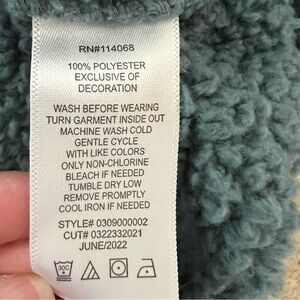 RN#114068
100% POLYESTER
EXCLUSIVE OF
DECORATION
WASH BEFORE WEARING
TURN GARMENT INSIDE OUT
MACHINE WASH COLD
GENTLE CYCLE
WITH LIKE COLORS
ONLY NON-CHLORINE
BLEACH IF NEEDED
TUMBLE DRY LOW
REMOVE PROMPTLY
COOL IRON IF NEEDED
STYLE# 0309000002
CUT# 0322332021
JUNE/2022
30C